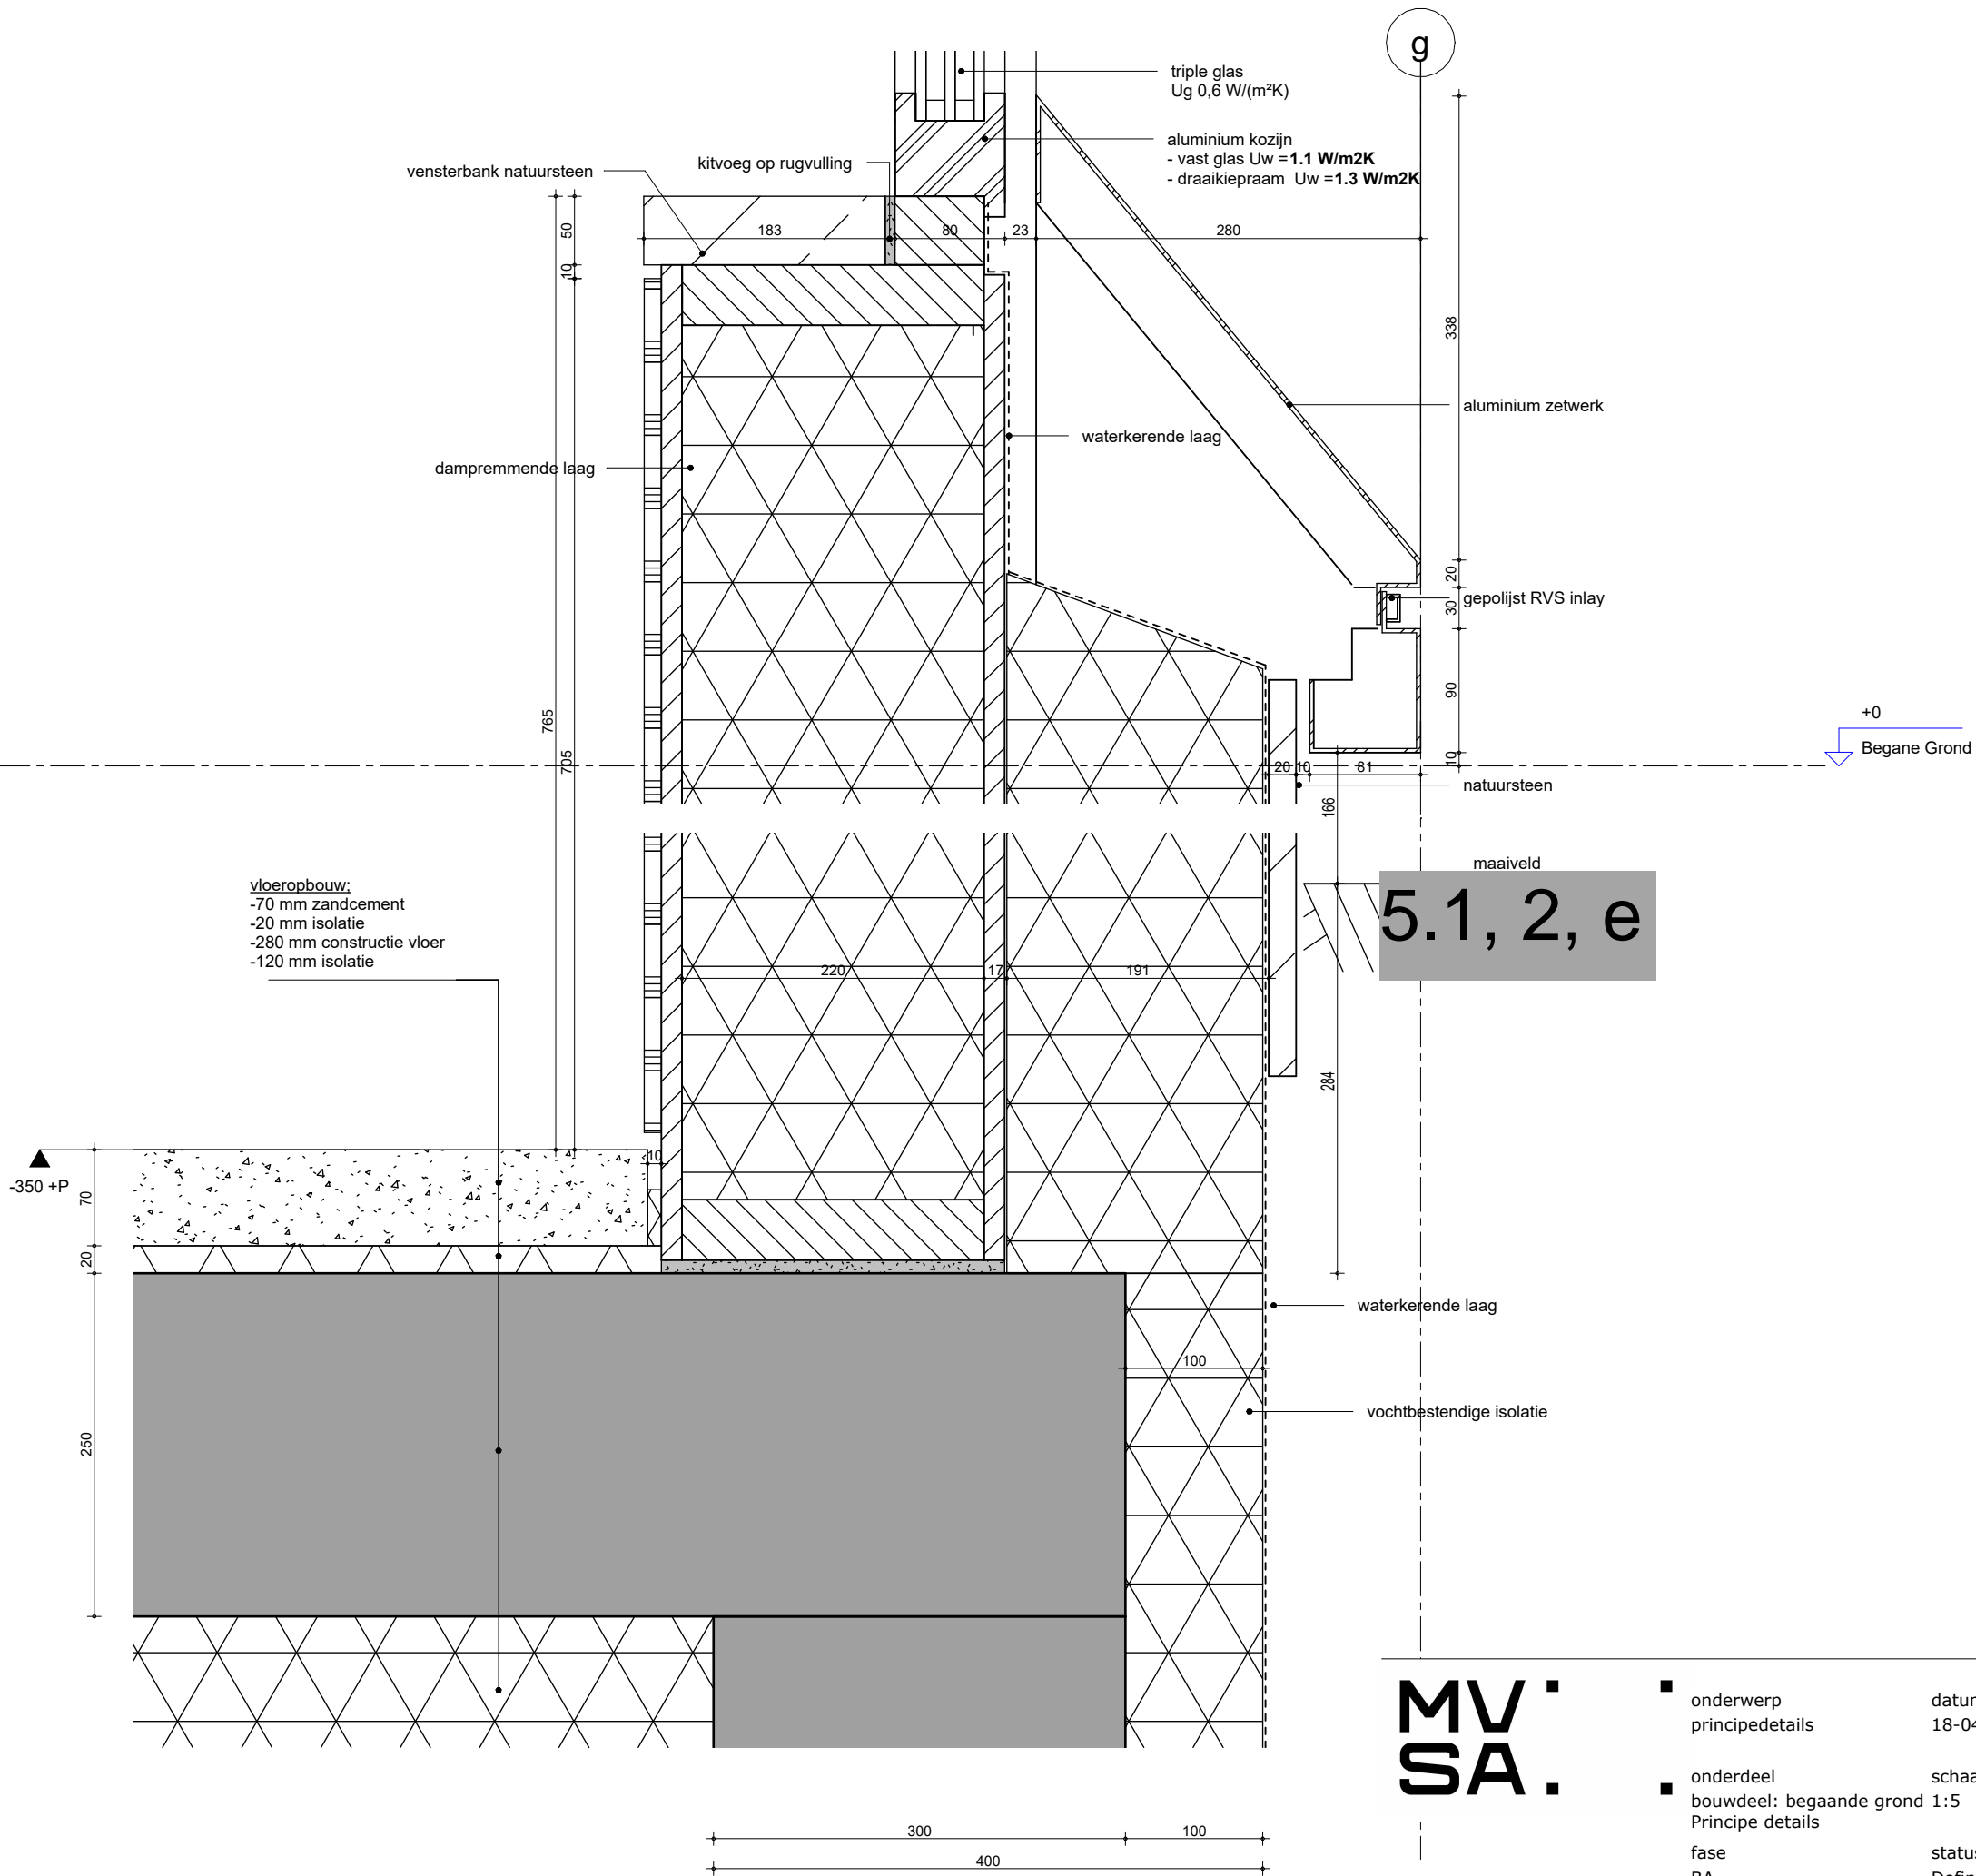 g
triple glas
Ug 0,6 W/(m²K)
aluminium kozijn
- vast glas Uw =1.1 W/m2K
- draaikiepraam Uw =1.3 W/m2K
kitvoeg op rugvulling
vensterbank natuursteen
50
10
183
80
23
280
338
aluminium zetwerk
waterkerende laag
dampremmende laag
20
30
gepolijst RVS inlay
90
10
765
705
+0
Begane Grond
20
10
81
natuursteen
166
maaiveld
5.1, 2, e
vloeropbouw;
-70 mm zandcement
-20 mm isolatie
-280 mm constructie vloer
-120 mm isolatie
220
17
191
284
10
-350 +P
70
20
250
waterkerende laag
100
vochtbestendige isolatie
MV
SA
onderwerp
principedetails
18-04
onderdeel
bouwdeel: begaande grond 1:5
Principe details
fase
300
100
400